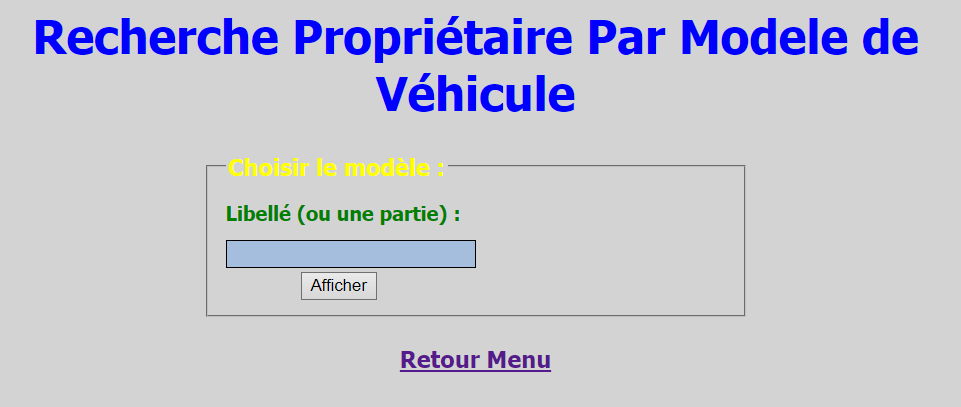 Recherche Propriétaire Par Modele de
Véhicule
Choisir le modèle :
Libellé (ou une partie) :
Afficher
Retour Menu